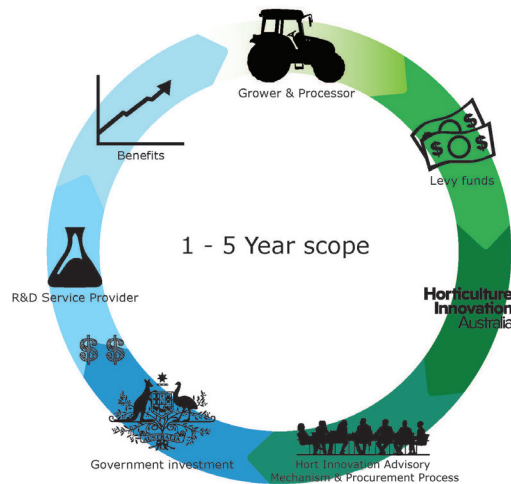 Grower & Processor
Levy funds
Horticulture
Innovation
Australia
Hort Innovation Advisory
Mechanism & Procurement Process
Government investment
$ $
R&D Service Provider
Benefits
1 - 5 Year scope